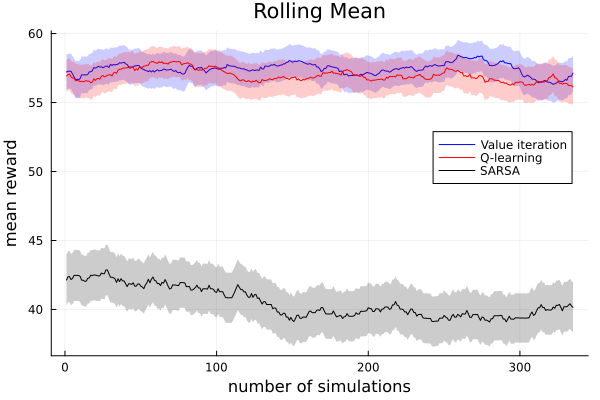 Rolling Mean
mean reward
60
55
50
45
40
Value iteration
Q-learning
SARSA
0
100
200
300
number of simulations